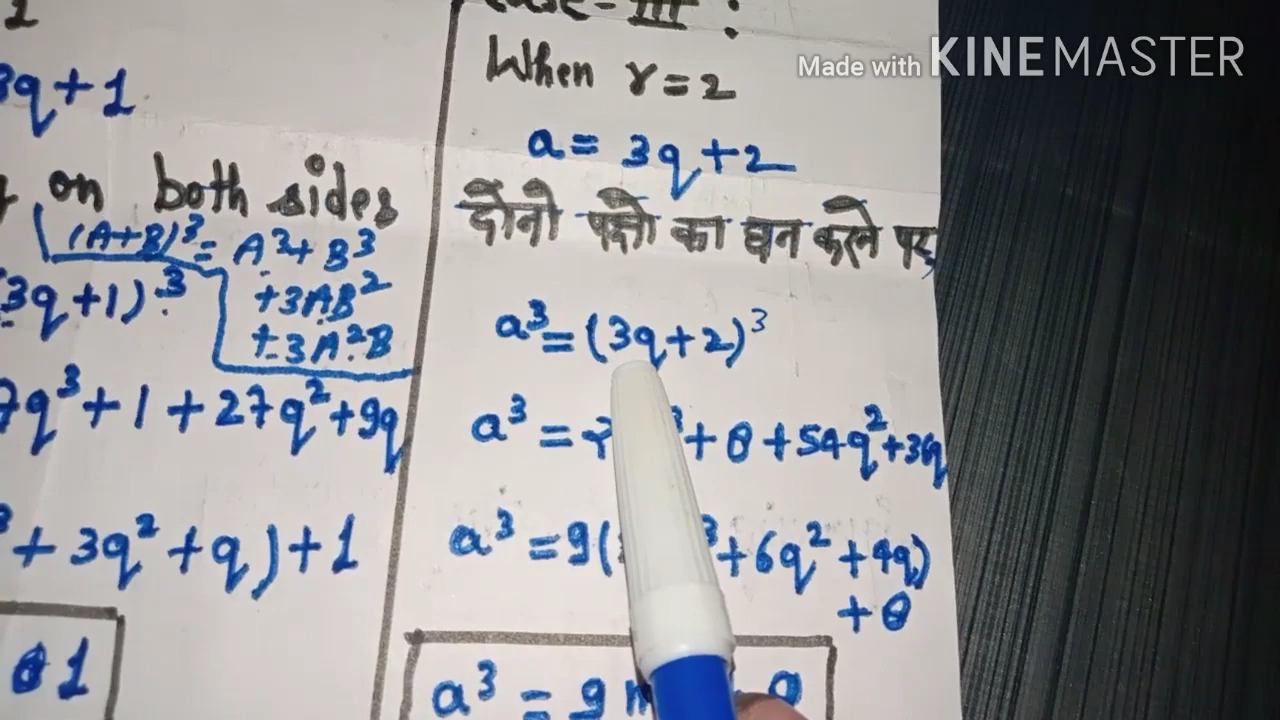 3q+1
on both sides
(A+B)³= A³+ B³
+3AB²
+3A²B
3q+1)³
7q³+1+27q²+9q
+3q²+q)+1
1
When r=2
a= 3q+2
दोनो पक्षो का घन करने पर,
a³=(3q+2)³
a³= +8+54q²+36q
a³=9( +6q²+4q)
+8
a³ = 9
Made with KINEMASTER